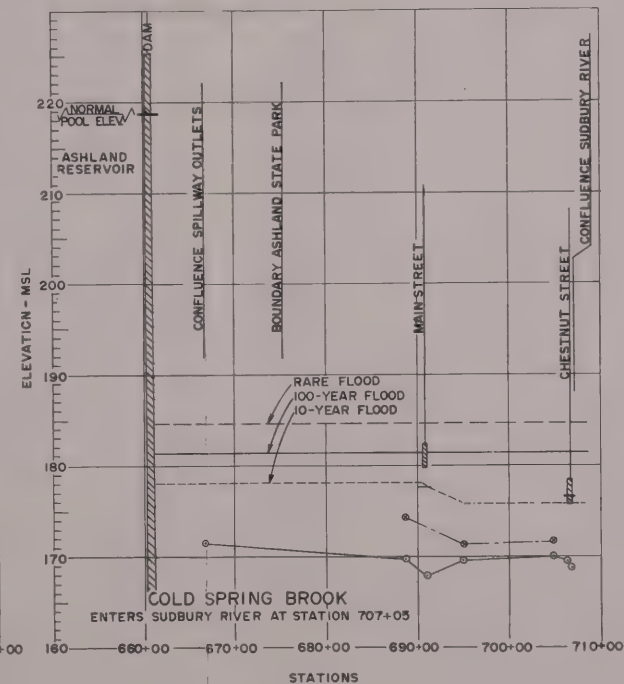 DAM
NORMAL
POOL ELEV.
ASHLAND
RESERVOIR
CONFLUENCE SPILLWAY OUTLETS
BOUNDARY ASHLAND STATE PARK
MAIN STREET
CHESTNUT STREET
CONFLUENCE SUDBURY RIVER
ELEVATION - MSL
220
210
200
190
180
170
160
RARE FLOOD
100-YEAR FLOOD
10-YEAR FLOOD
COLD SPRING BROOK
ENTERS SUDBURY RIVER AT STATION 707+05
+00
660+00
670+00
680+00
690+00
700+00
710+00
STATIONS